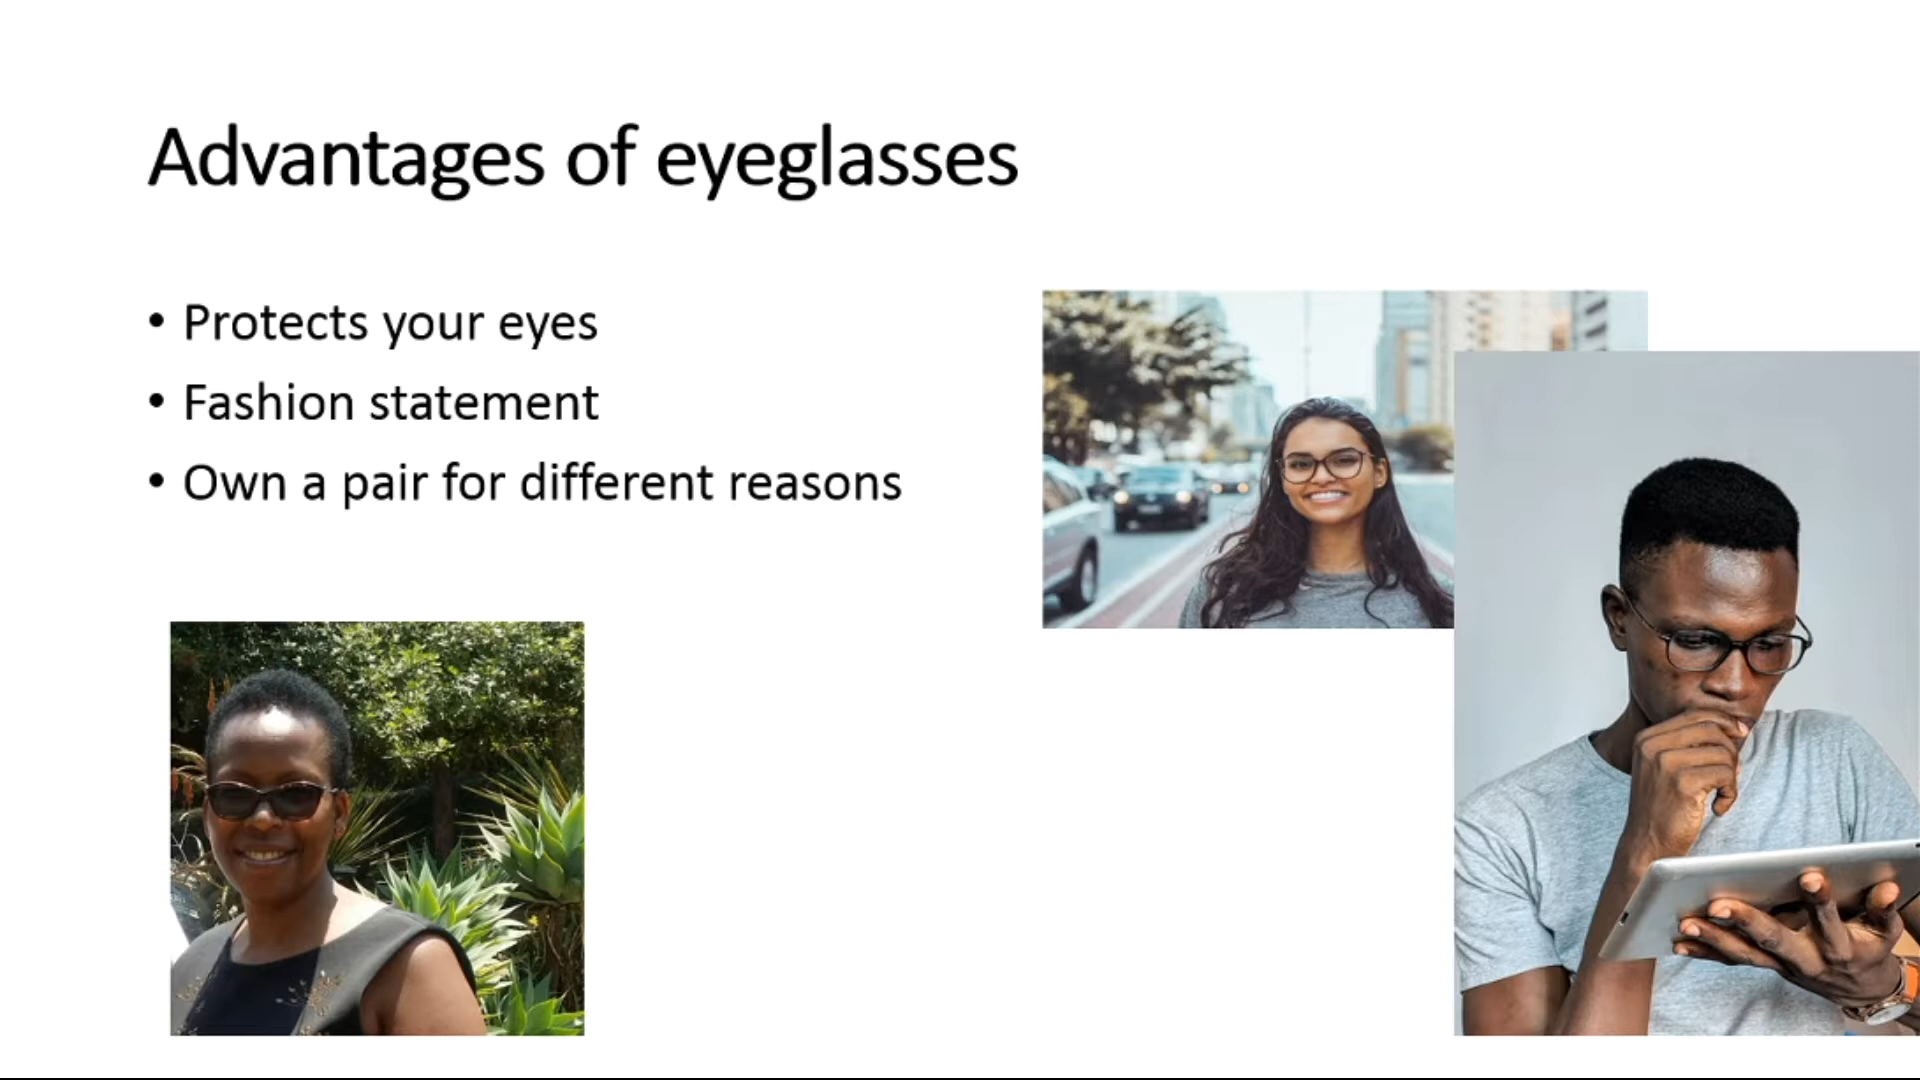 Advantages of eyeglasses
• Protects your eyes
• Fashion statement
• Own a pair for different reasons